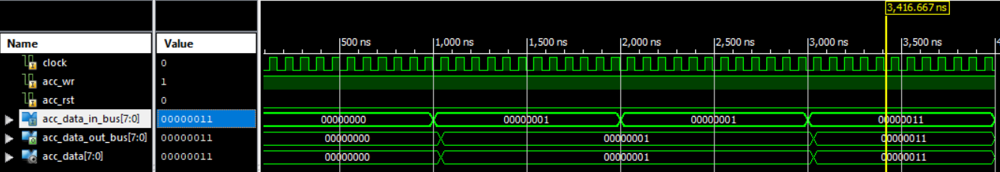 3,416.667 ns
Name Value
500 ns 1,000 ns 1,500 ns 2,000 ns 2,500 ns 3,000 ns 3,500 ns 4
clock 0
acc_wr 1
acc_rst 0
acc_data_in_bus[7:0] 00000011 00000000 00000001 00000001 00000011
acc_data_out_bus[7:0] 00000011 00000000 00000001 00000011
acc_data[7:0] 00000011 00000000 00000001 00000011